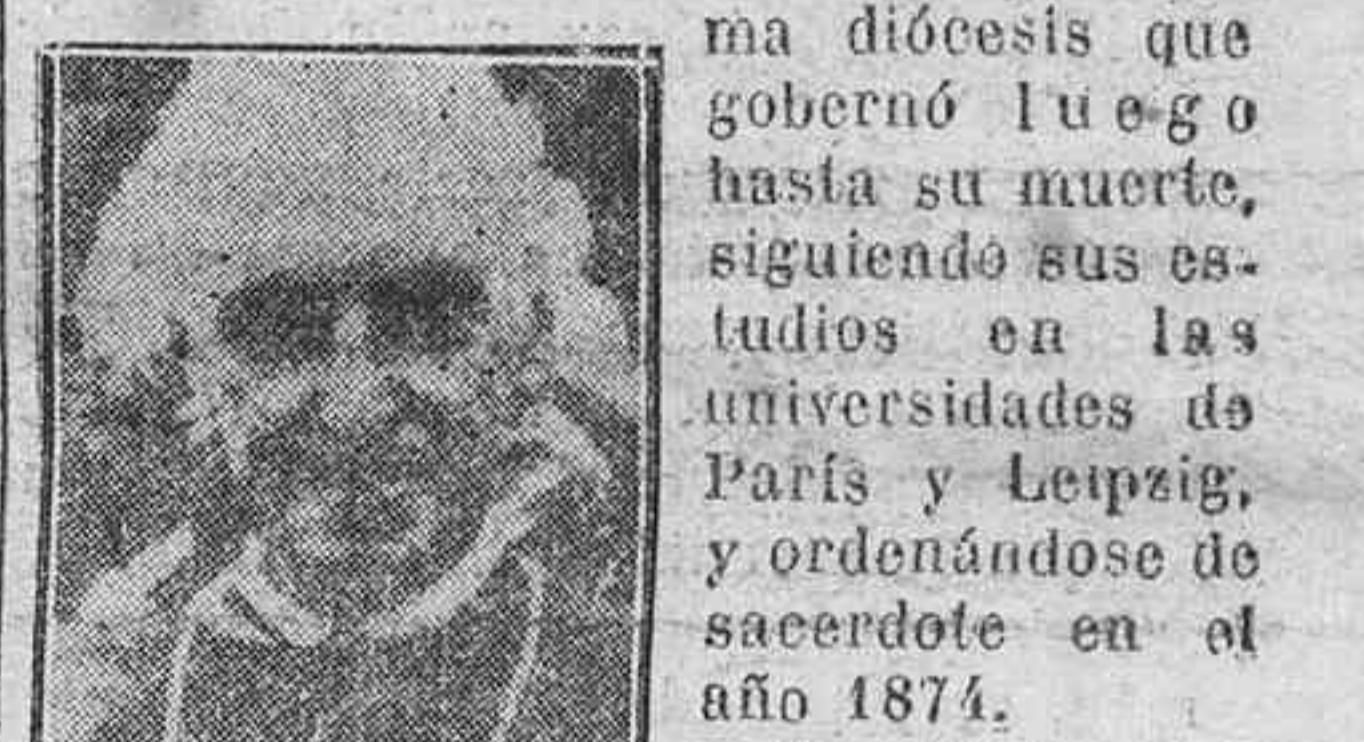 ma diócesis que
gobernó luego
hasta su muerte,
siguiendo sus es-
tudios en las
universidades de
París y Leipzig,
y ordenándose de
sacerdote en el
año 1874.